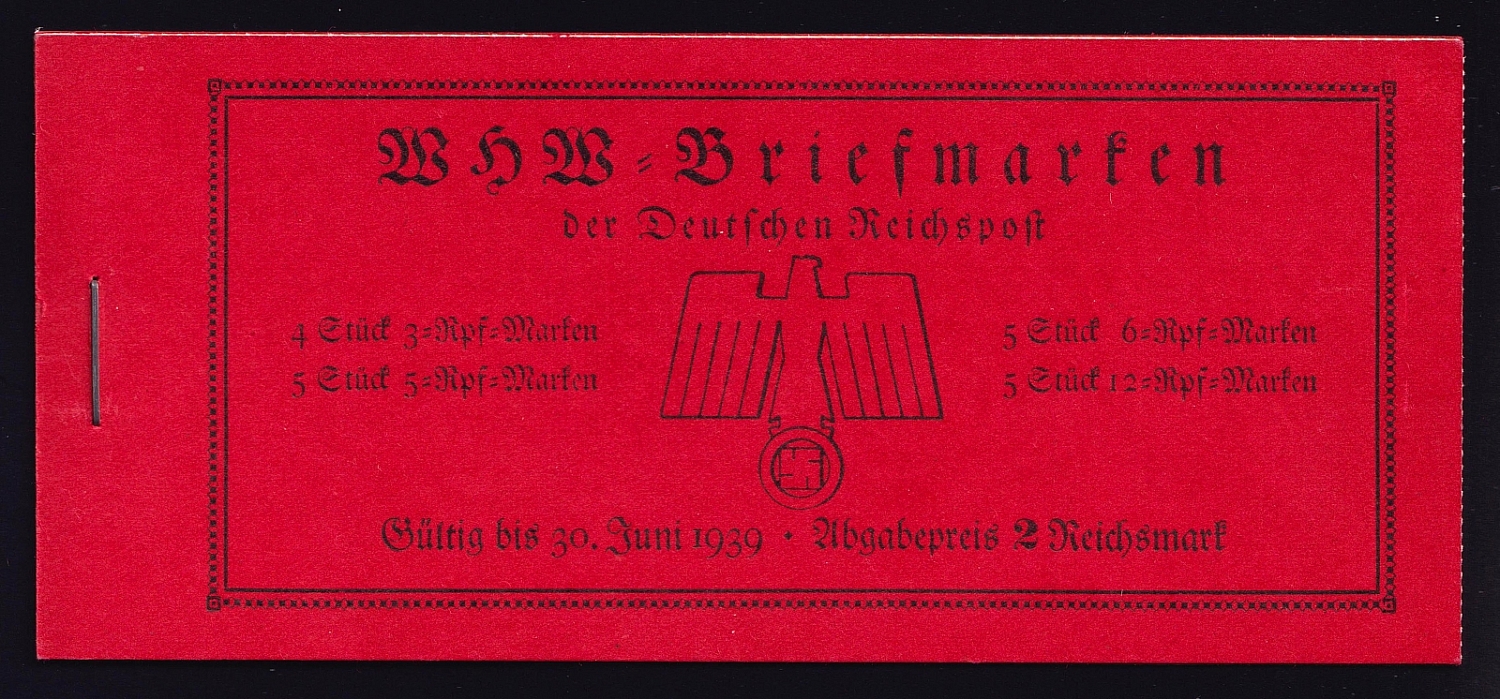 WHW-Briefmarken
der Deutschen Reichspost
4 Stück 3-Rpf-Marken
5 Stück 5-Rpf-Marken
5 Stück 6-Rpf-Marken
5 Stück 12-Rpf-Marken
Gültig bis 30. Juni 1939 · Abgabepreis 2 Reichsmark